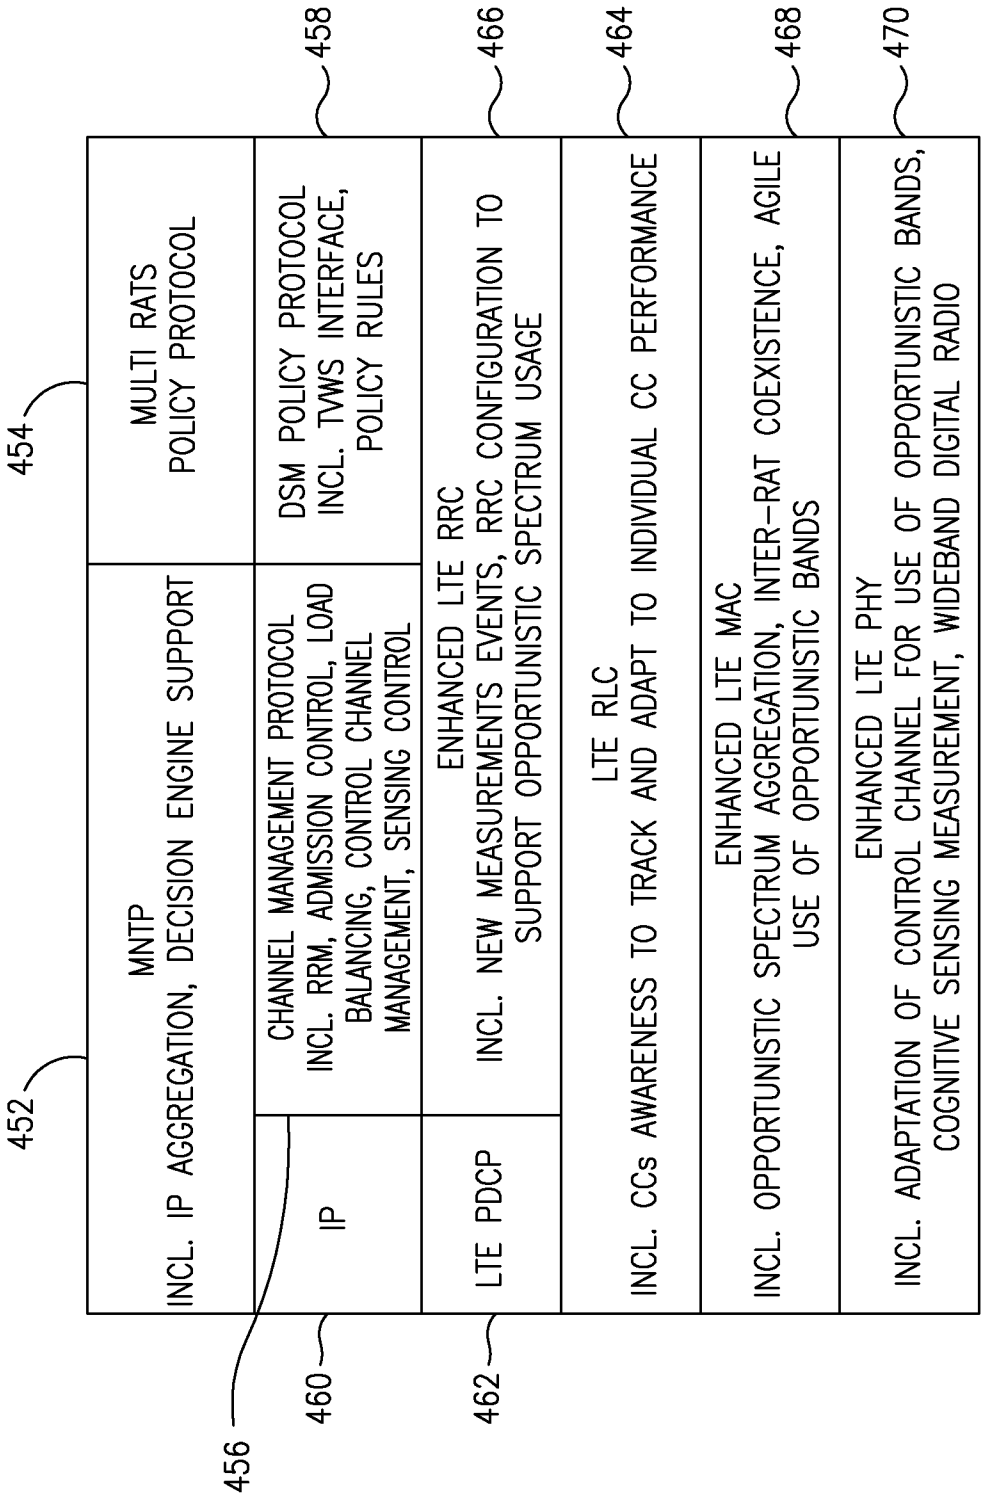 452
454
MNTP
INCL. IP AGGREGATION, DECISION ENGINE SUPPORT
MULTI RATS
POLICY PROTOCOL
456
460
IP
CHANNEL MANAGEMENT PROTOCOL
INCL. RRM, ADMISSION CONTROL, LOAD
BALANCING, CONTROL CHANNEL
MANAGEMENT, SENSING CONTROL
DSM POLICY PROTOCOL
INCL. TVWS INTERFACE,
POLICY RULES
458
462
LTE PDCP
ENHANCED LTE RRC
INCL. NEW MEASUREMENTS EVENTS, RRC CONFIGURATION TO
SUPPORT OPPORTUNISTIC SPECTRUM USAGE
466
LTE RLC
INCL. CCs AWARENESS TO TRACK AND ADAPT TO INDIVIDUAL CC PERFORMANCE
464
ENHANCED LTE MAC
INCL. OPPORTUNISTIC SPECTRUM AGGREGATION, INTER-RAT COEXISTENCE, AGILE
USE OF OPPORTUNISTIC BANDS
468
ENHANCED LTE PHY
INCL. ADAPTATION OF CONTROL CHANNEL FOR USE OF OPPORTUNISTIC BANDS,
COGNITIVE SENSING MEASUREMENT, WIDEBAND DIGITAL RADIO
470